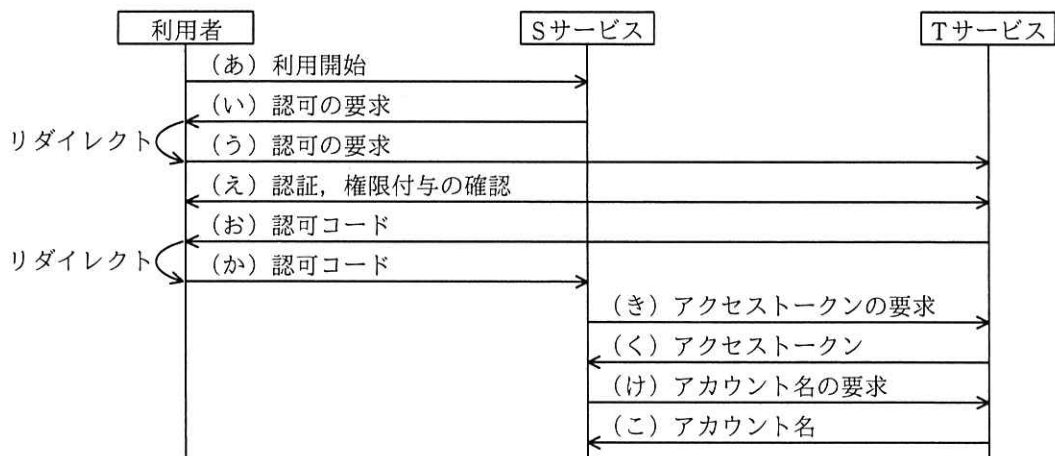 利用者
Sサービス
Tサービス
(あ) 利用開始
(い) 認可の要求
リダイレクト
(う) 認可の要求
(え) 認証,権限付与の確認
(お) 認可コード
リダイレクト
(か) 認可コード
(き) アクセストークンの要求
(く) アクセストークン
(け) アカウント名の要求
(こ) アカウント名